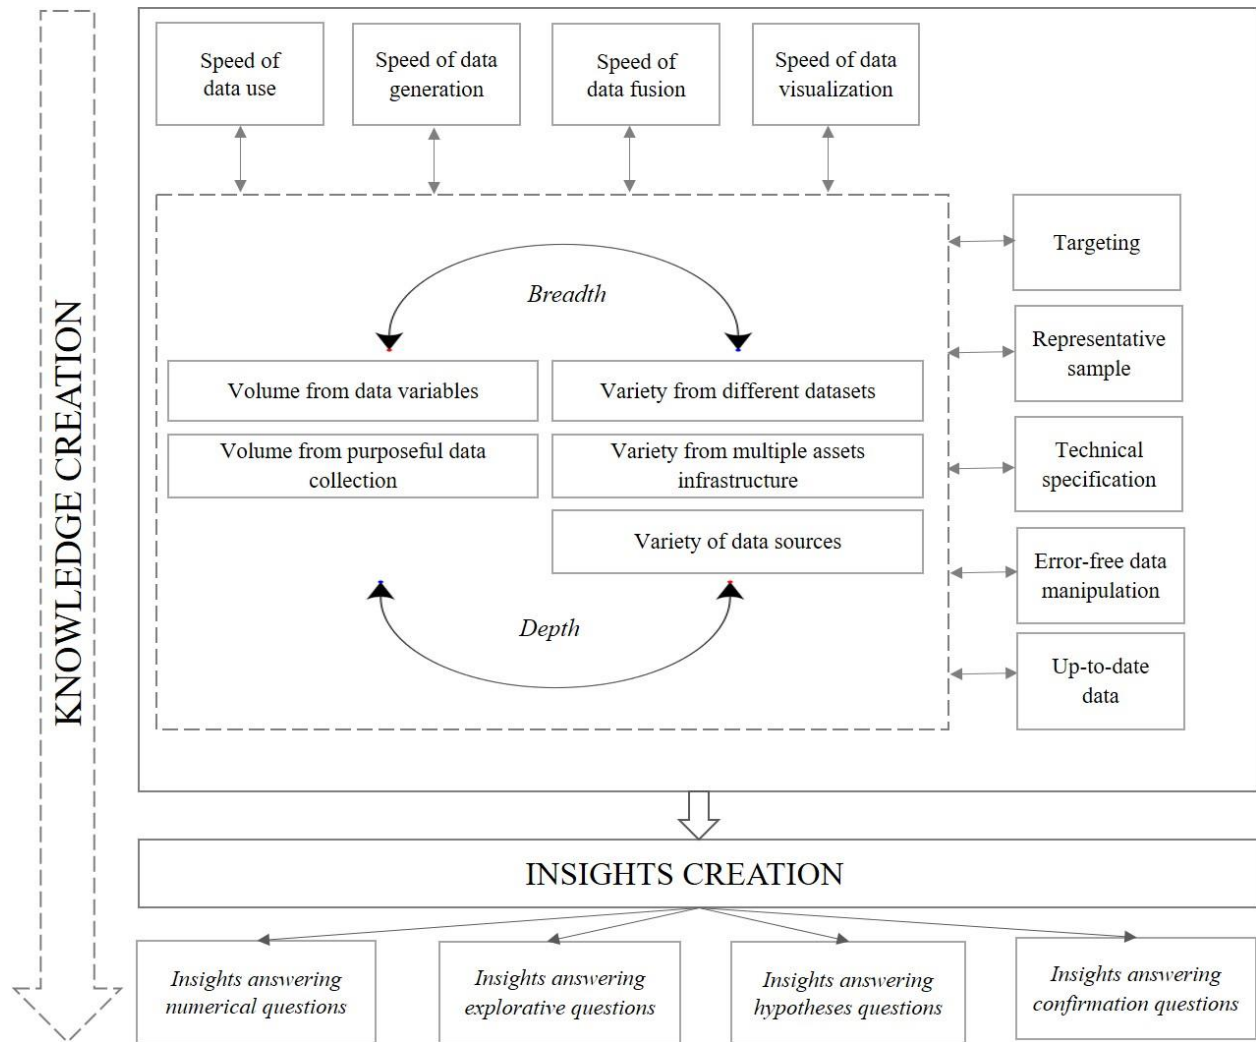 KNOWLEDGE CREATION
Speed of
data use
Speed of data
generation
Speed of
data fusion
Speed of data
visualization
Breadth
Volume from data variables
Variety from different datasets
Volume from purposeful data
collection
Variety from multiple assets
infrastructure
Variety of data sources
Depth
Targeting
Representative
sample
Technical
specification
Error-free data
manipulation
Up-to-date
data
INSIGHTS CREATION
Insights answering
numerical questions
Insights answering
explorative questions
Insights answering
hypotheses questions
Insights answering
confirmation questions